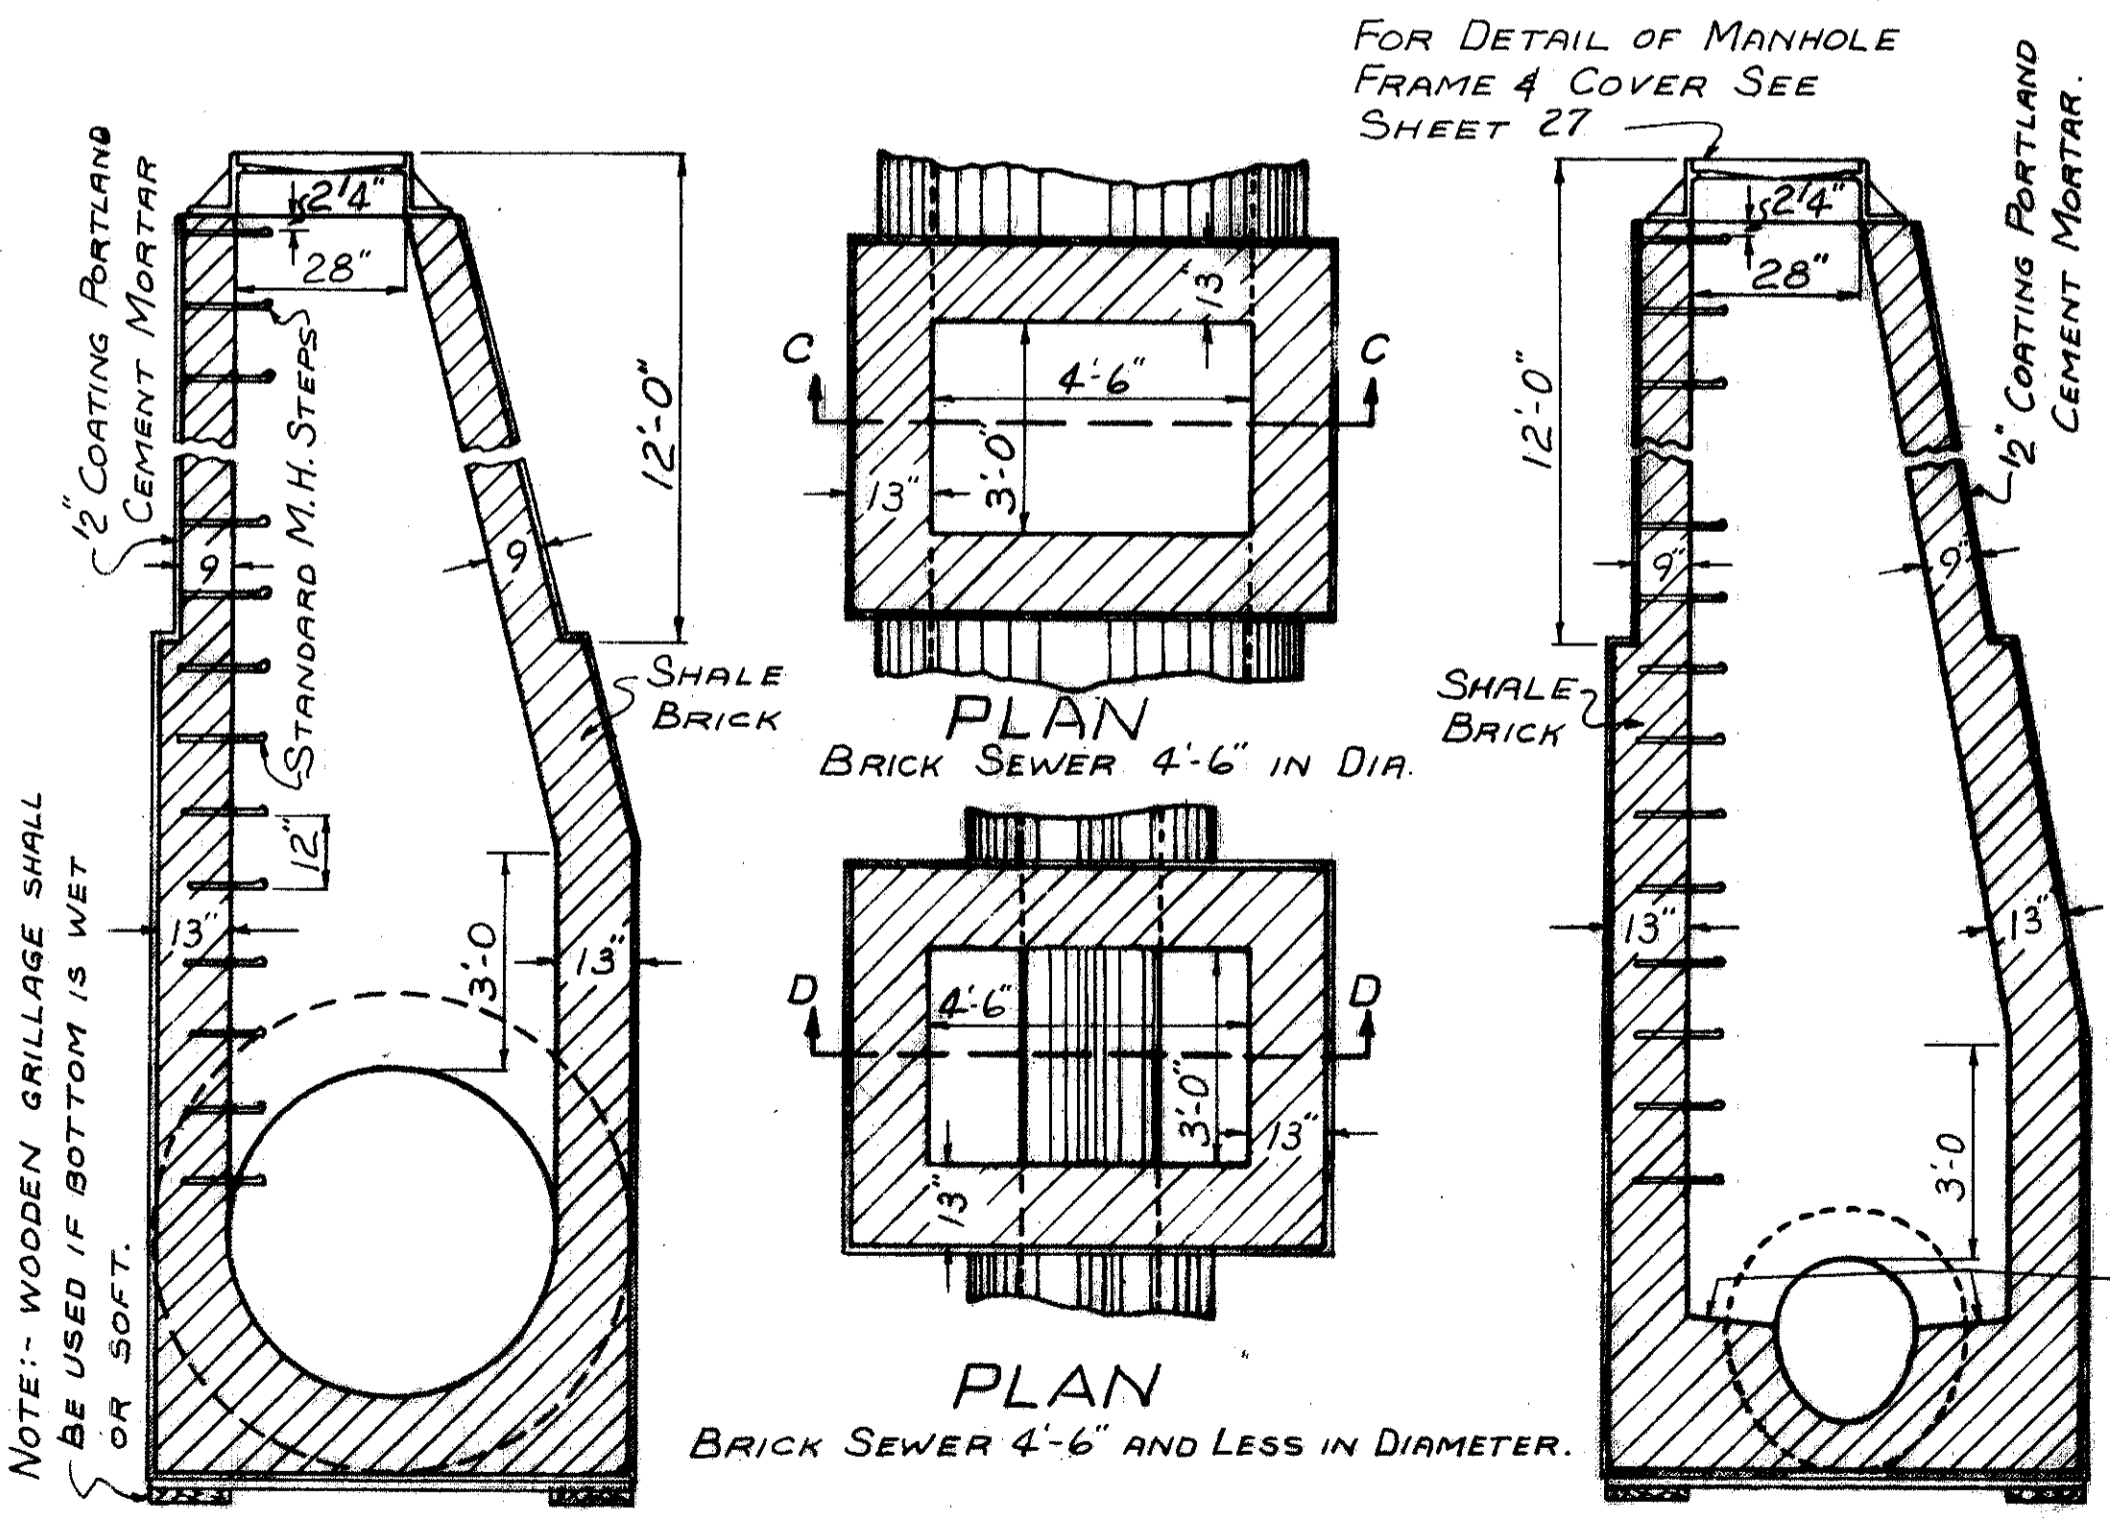 FOR DETAIL OF MANHOLE
FRAME & COVER SEE
SHEET 27
1/2" COATING PORTLAND
CEMENT MORTAR
2 1/4"
28"
STANDARD M.H. STEPS
12'-0"
9
9
SHALE
BRICK
12"
13"
3'-0
13"
NOTE:- WOODEN GRILLAGE SHALL
BE USED IF BOTTOM IS WET
OR SOFT.
13
C
C
4'-6"
3'-0"
13"
PLAN
BRICK SEWER 4'-6" IN DIA.
D
D
4'-6"
3'-0"
13"
13"
PLAN
BRICK SEWER 4'-6" AND LESS IN DIAMETER.
1/2" COATING PORTLAND
CEMENT MORTAR.
2 1/4"
28"
12'-0"
9"
9"
SHALE
BRICK
13"
13"
3'-0